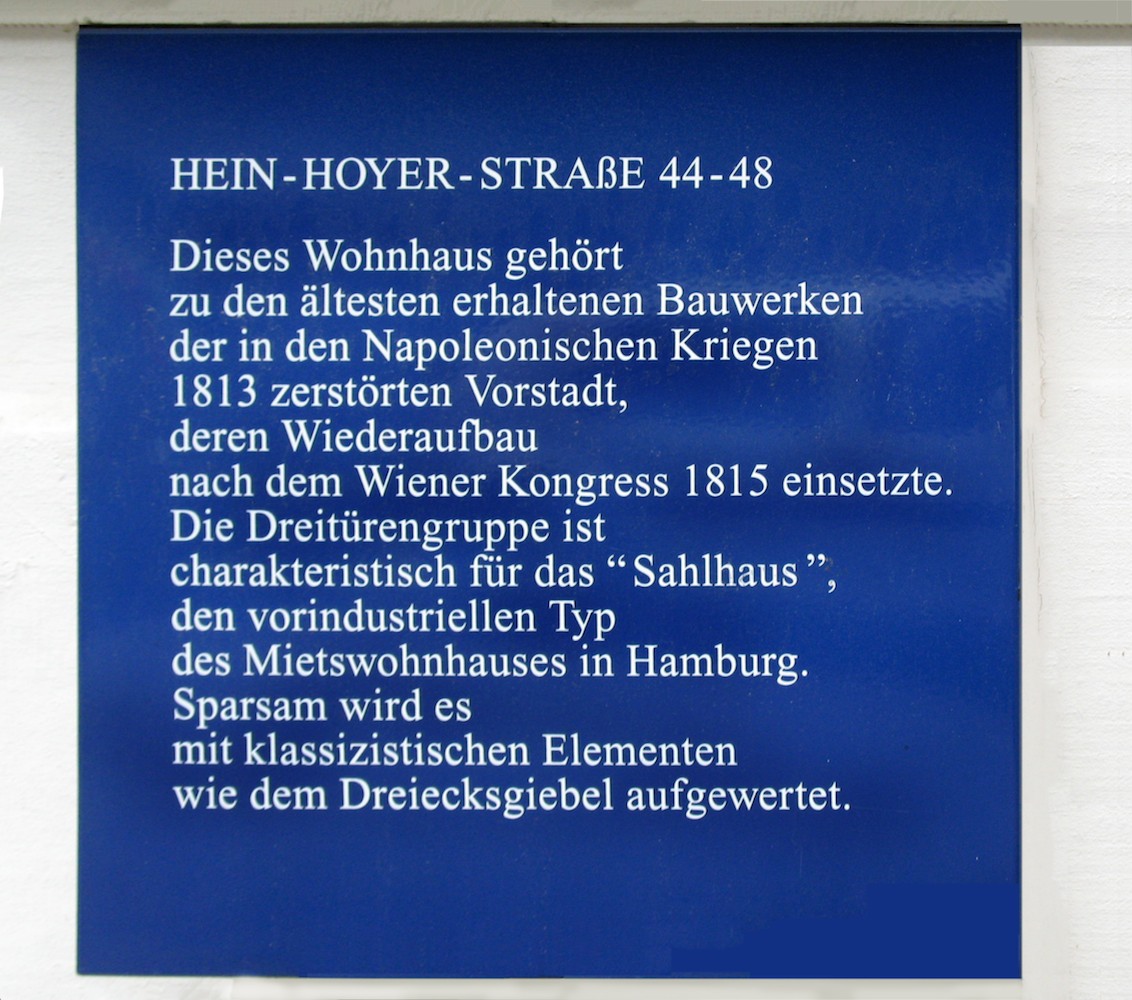 HEIN-HOYER-STRAßE 44-48
Dieses Wohnhaus gehört
zu den ältesten erhaltenen Bauwerken
der in den Napoleonischen Kriegen
1813 zerstörten Vorstadt,
deren Wiederaufbau
nach dem Wiener Kongress 1815 einsetzte.
Die Dreitürengruppe ist
charakteristisch für das “Sahlhaus”,
den vorindustriellen Typ
des Mietswohnhauses in Hamburg.
Sparsam wird es
mit klassizistischen Elementen
wie dem Dreiecksgiebel aufgewertet.